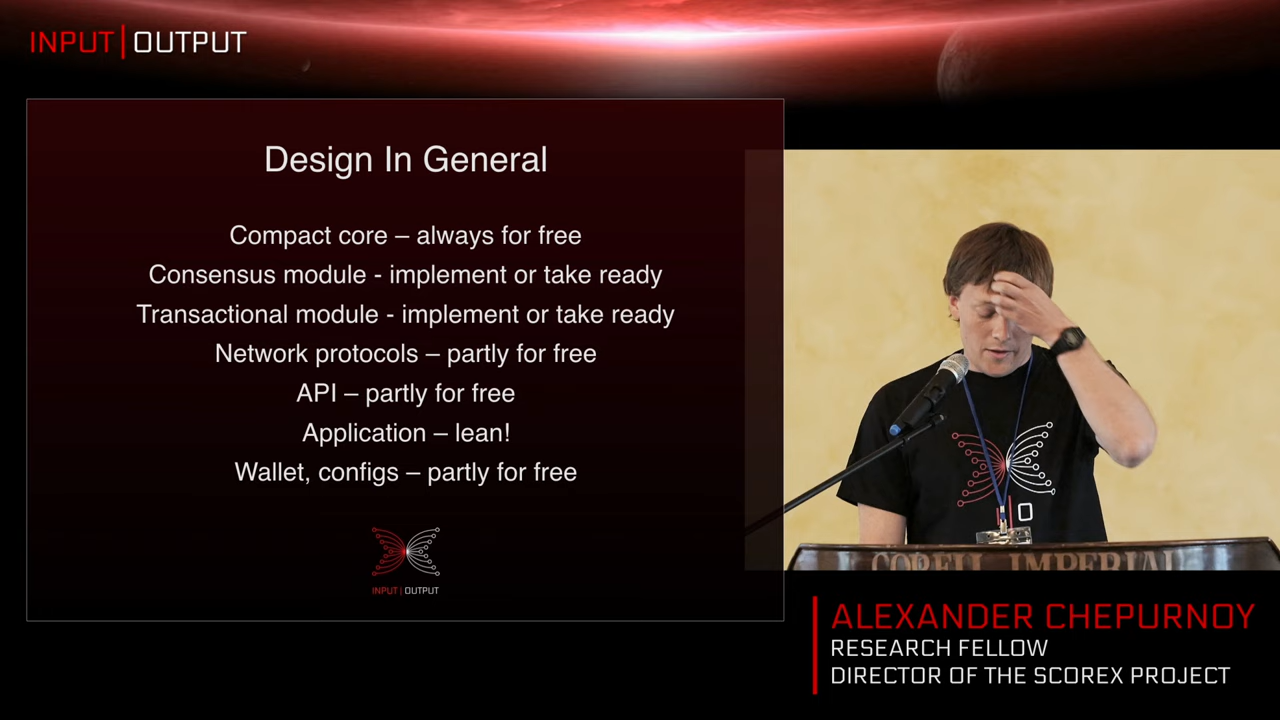 INPUT|OUTPUT
Design In General
Compact core – always for free
Consensus module - implement or take ready
Transactional module - implement or take ready
Network protocols – partly for free
API – partly for free
Application – lean!
Wallet, configs – partly for free
INPUT|OUTPUT
I|O
CORELL IMPERIAL
ALEXANDER CHEPURNOY
RESEARCH FELLOW
DIRECTOR OF THE SCOREX PROJECT